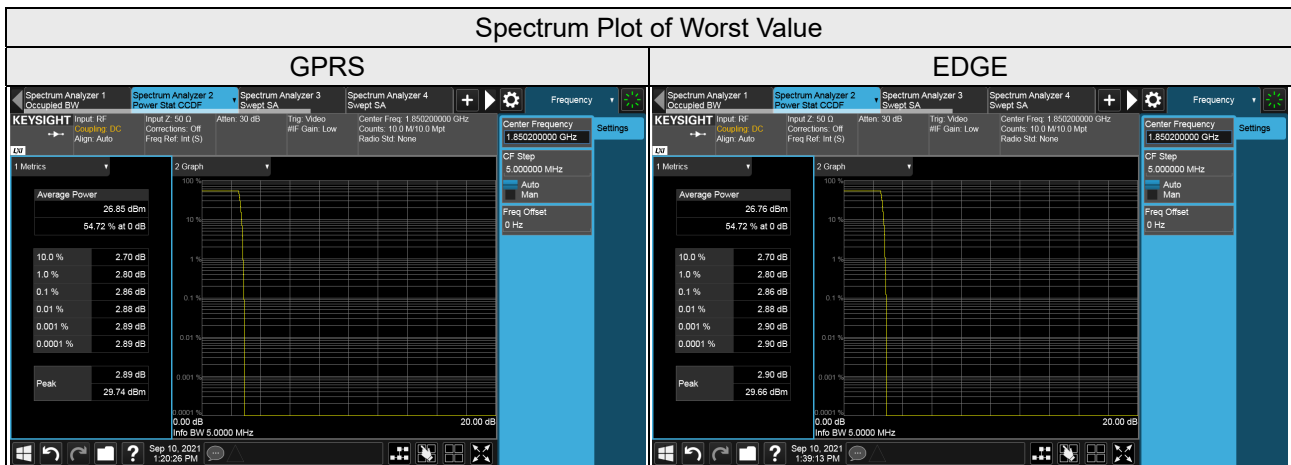 Spectrum Plot of Worst Value
GPRS
EDGE
Spectrum Analyzer 1
Occupied BW
Spectrum Analyzer 2
Power Stat CCDF
Spectrum Analyzer 3
Swept SA
Spectrum Analyzer 4
Swept SA
+
Frequency
KEYSIGHT
LXI
Input: RF
Coupling: DC
Align: Auto
Input Z: 50 Ω
Corrections: Off
Freq Ref: Int (S)
Atten: 30 dB
Trig: Video
#IF Gain: Low
Center Freq: 1.850200000 GHz
Counts: 10.0 M/10.0 Mpt
Radio Std: None
Center Frequency
1.850200000 GHz
Settings
CF Step
5.000000 MHz
Auto
Man
Freq Offset
0 Hz
1 Metrics
Average Power
26.85 dBm
54.72 % at 0 dB
10.0 % 2.70 dB
1.0 % 2.80 dB
0.1 % 2.86 dB
0.01 % 2.88 dB
0.001 % 2.89 dB
0.0001 % 2.89 dB
Peak
2.89 dB
29.74 dBm
2 Graph
100 %
10 %
1 %
0.1 %
0.01 %
0.001 %
0.0001 %
0.00 dB
20.00 dB
Info BW 5.0000 MHz
?
Sep 10, 2021
1:20:26 PM
Spectrum Analyzer 1
Occupied BW
Spectrum Analyzer 2
Power Stat CCDF
Spectrum Analyzer 3
Swept SA
Spectrum Analyzer 4
Swept SA
+
Frequency
KEYSIGHT
LXI
Input: RF
Coupling: DC
Align: Auto
Input Z: 50 Ω
Corrections: Off
Freq Ref: Int (S)
Atten: 30 dB
Trig: Video
#IF Gain: Low
Center Freq: 1.850200000 GHz
Counts: 10.0 M/10.0 Mpt
Radio Std: None
Center Frequency
1.850200000 GHz
Settings
CF Step
5.000000 MHz
Auto
Man
Freq Offset
0 Hz
1 Metrics
Average Power
26.76 dBm
54.72 % at 0 dB
10.0 % 2.70 dB
1.0 % 2.80 dB
0.1 % 2.86 dB
0.01 % 2.88 dB
0.001 % 2.90 dB
0.0001 % 2.90 dB
Peak
2.90 dB
29.66 dBm
2 Graph
100 %
10 %
1 %
0.1 %
0.01 %
0.001 %
0.0001 %
0.00 dB
20.00 dB
Info BW 5.0000 MHz
?
Sep 10, 2021
1:39:13 PM